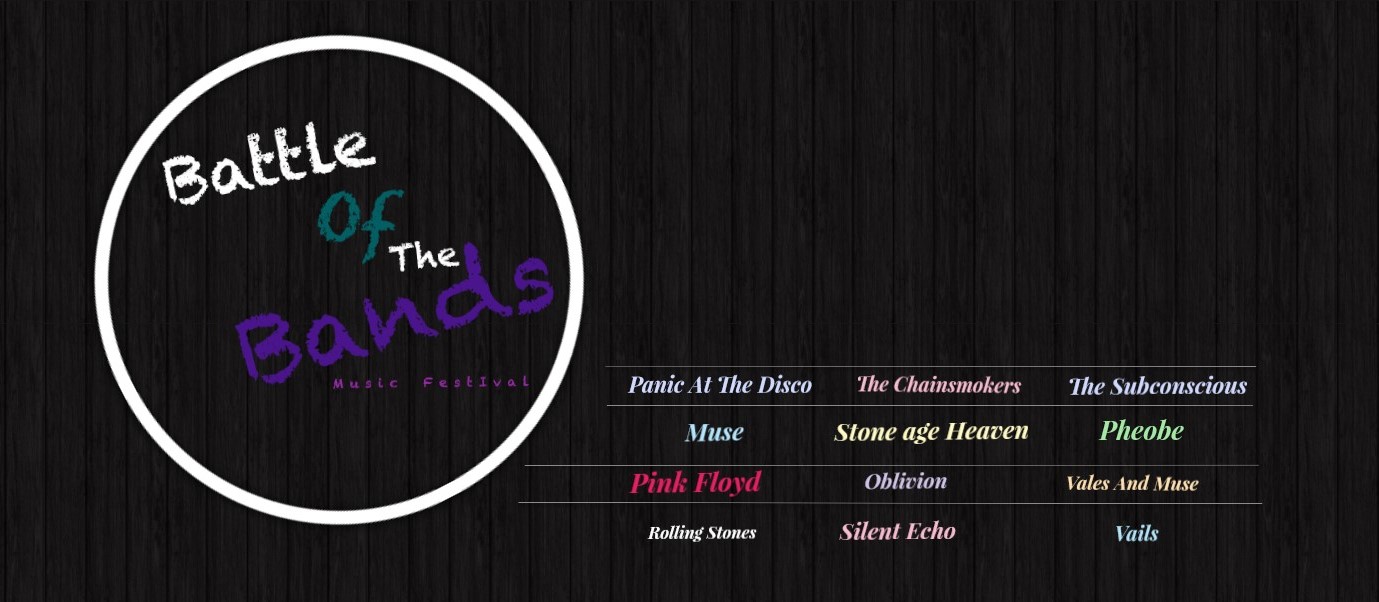 Battle
Of
The
Bands
Music FestIval
Panic At The Disco The Chainsmokers The Subconscious
Muse Stone age Heaven Pheobe
Pink Floyd Oblivion Vales And Muse
Rolling Stones Silent Echo Vails